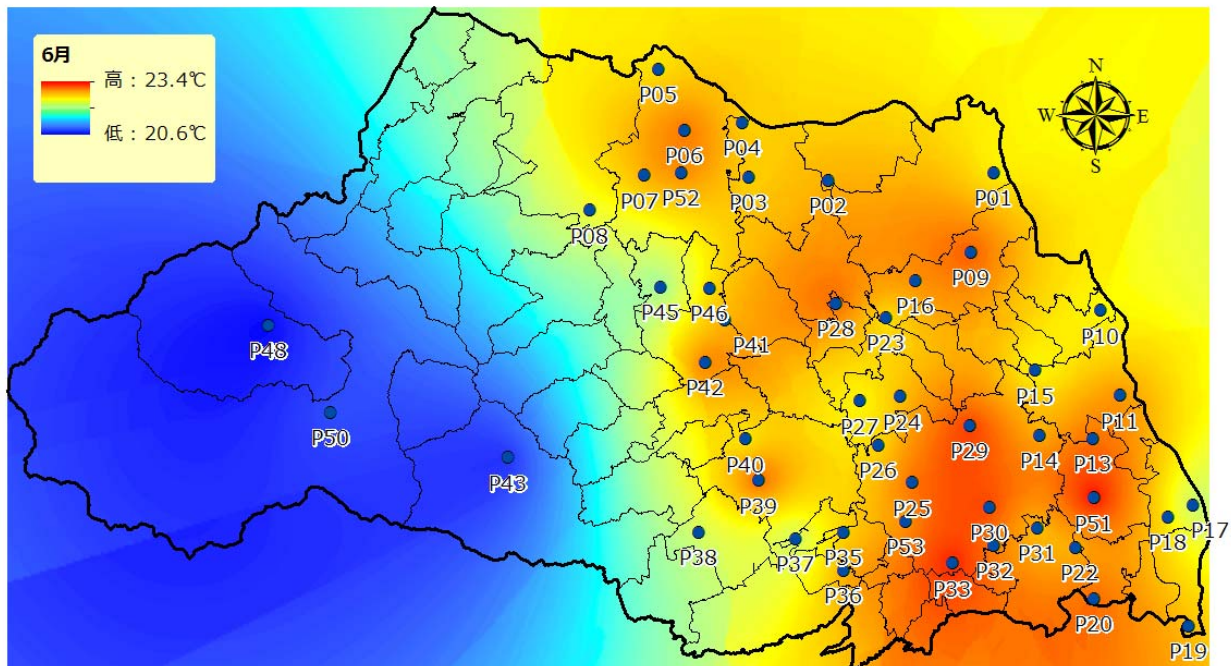 6月
高：23.4℃
低：20.6℃
N
W E
S
P05
P04
P06
P01
P07 P52 P03 P02
P08
P09
P16
P45 P46
P28
P10
P23
P41
P48
P42
P15
P27 P24
P11
P50
P29
P14 P13
P40
P26
P43
P39
P25
P51
P30
P17
P18
P53
P38 P37 P35
P31
P32
P22
P33
P36
P20
P19